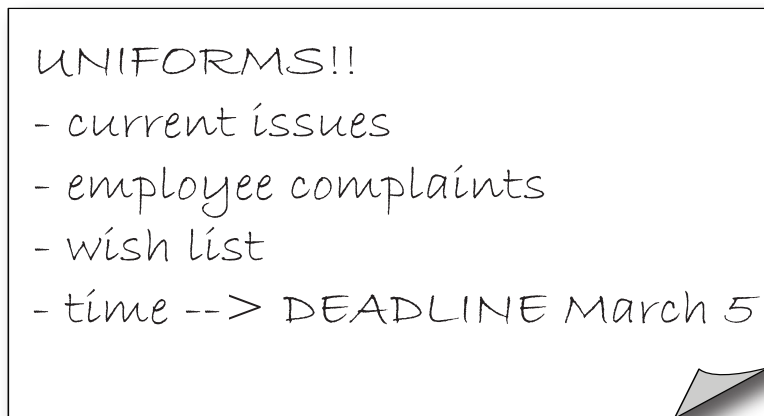 UNIFORMS!!
- current issues
- employee complaints
- wish list
- time --> DEADLINE March 5